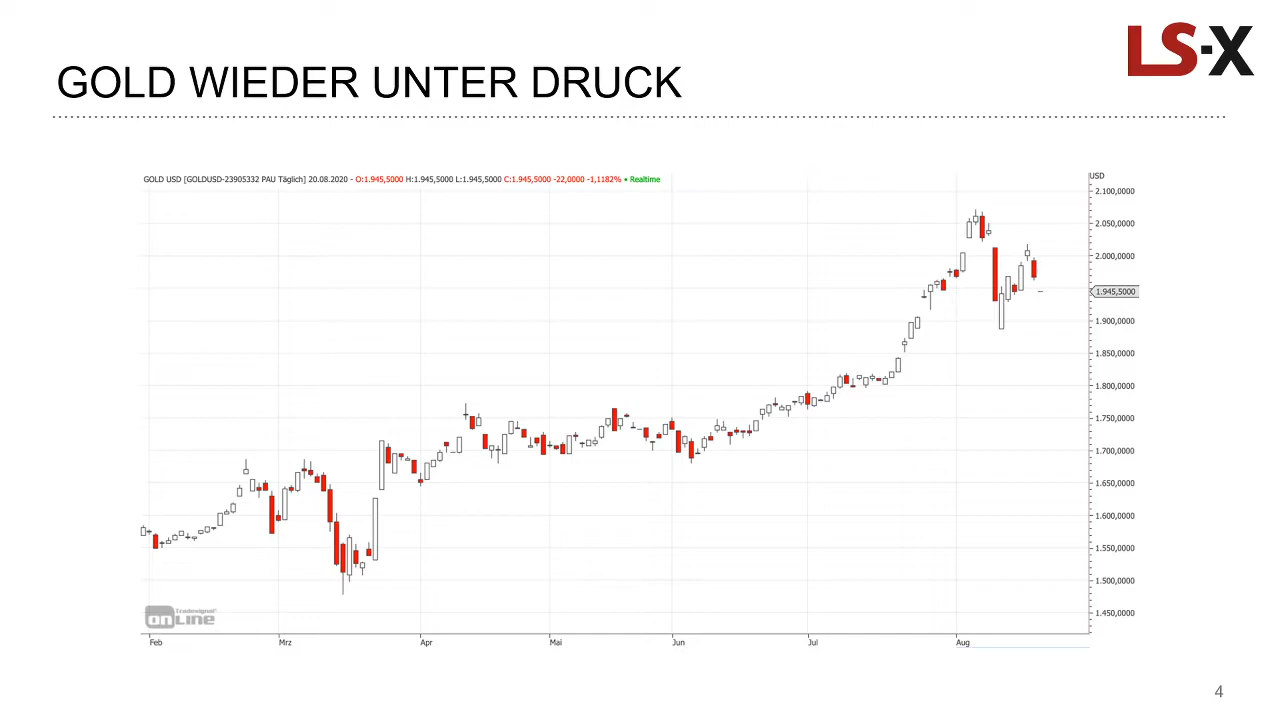 LS-X
GOLD WIEDER UNTER DRUCK
GOLD USD [GOLDUSD-23905332 PAU Täglich] 20.08.2020 - O:1.945,5000 H:1.945,5000 L:1.945,5000 C:1.945,5000 -22,0000 -1,1182% • Realtime
USD
2.100,0000
2.050,0000
2.000,0000
1.945,5000
1.900,0000
1.850,0000
1.800,0000
1.750,0000
1.700,0000
1.650,0000
1.600,0000
1.550,0000
1.500,0000
1.450,0000
Tradesignal®
ONLINE
Feb Mrz Apr Mai Jun Jul Aug
4